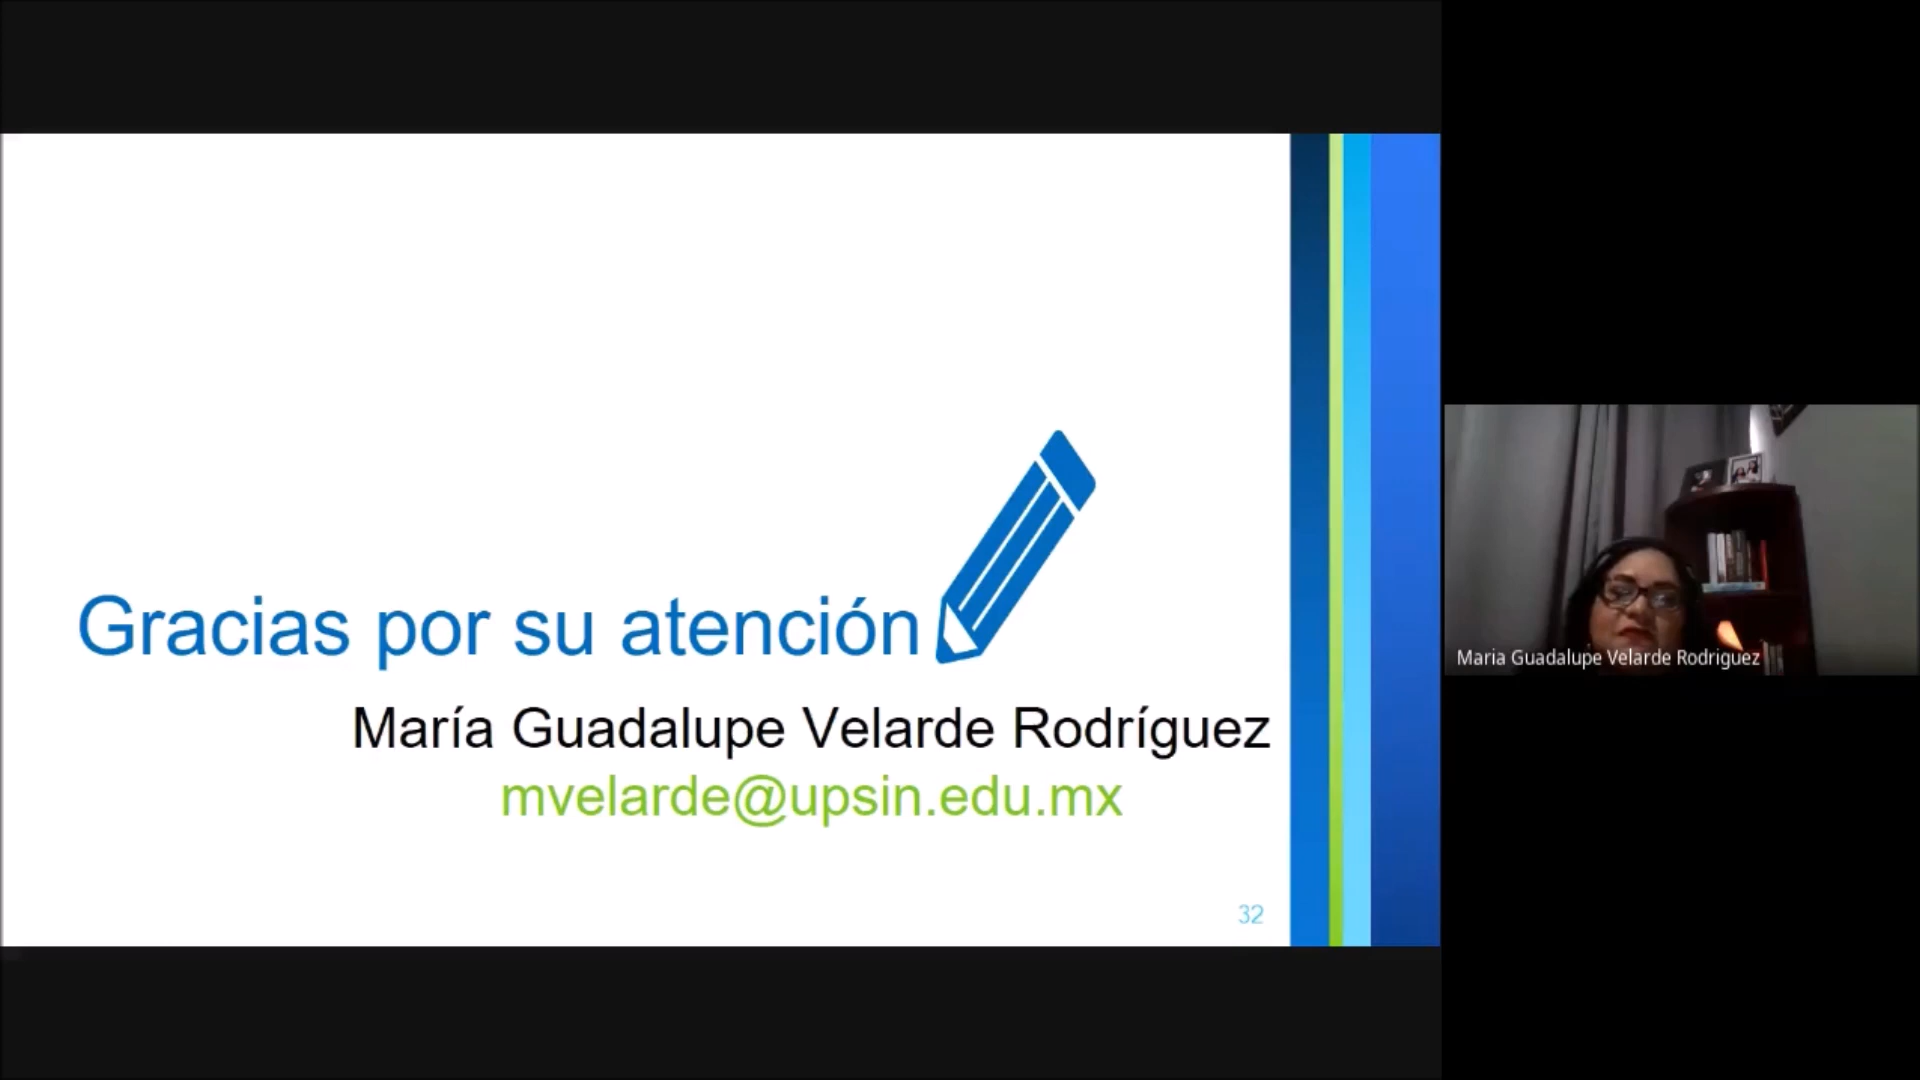 Gracias por su atención
María Guadalupe Velarde Rodríguez
mvelarde@upsin.edu.mx
32
Maria Guadalupe Velarde Rodriguez